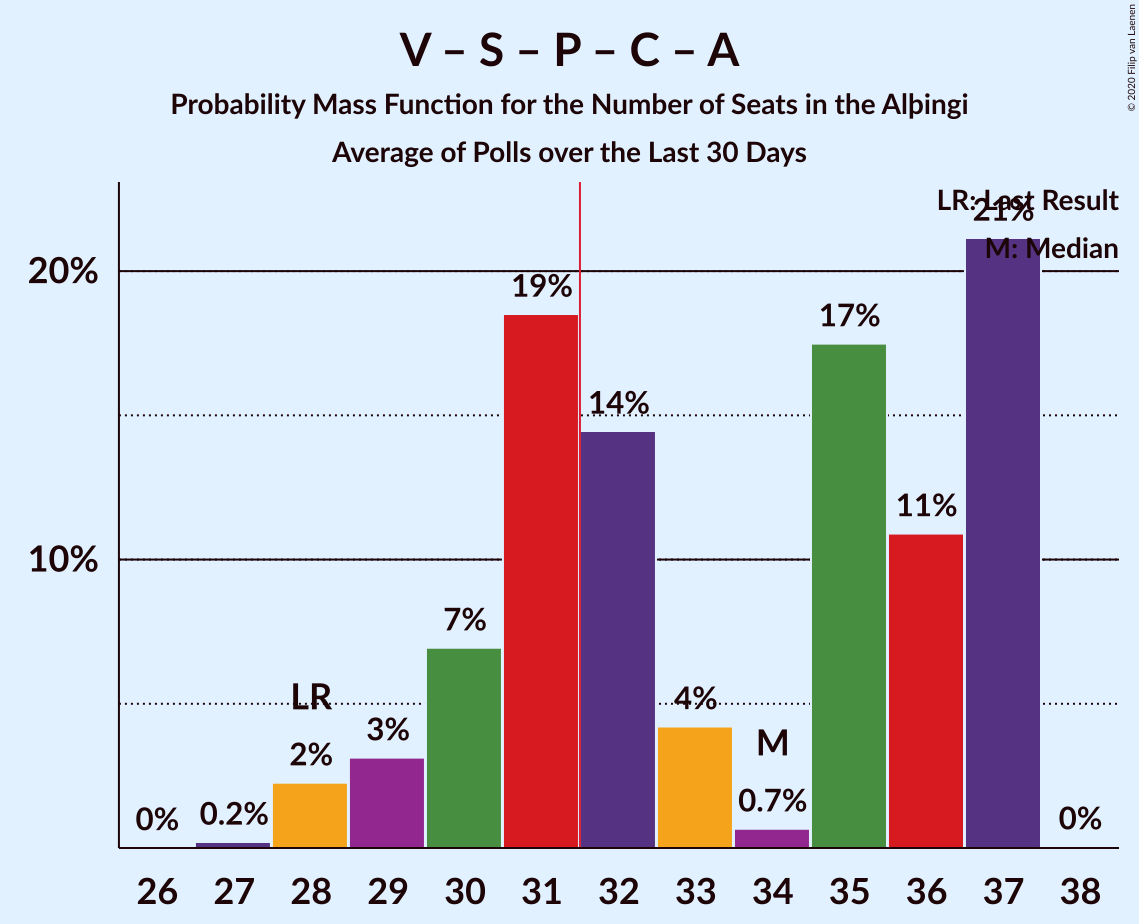 V – S – P – C – A
Probability Mass Function for the Number of Seats in the Alþingi
Average of Polls over the Last 30 Days
© 2020 Filip van Laenen
LR: Last Result
M: Median
20%
10%
0%
0.2%
2%
LR
3%
7%
19%
14%
4%
0.7%
M
17%
11%
21%
0%
26 27 28 29 30 31 32 33 34 35 36 37 38